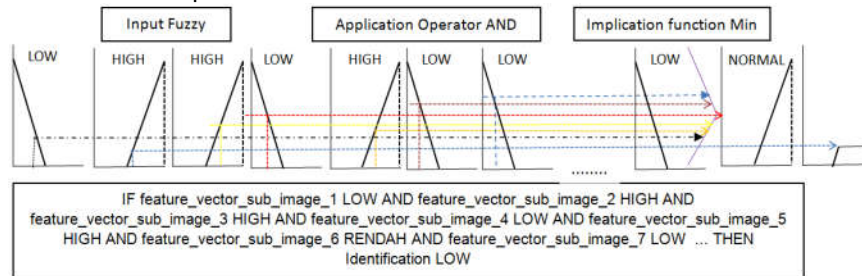 Input Fuzzy Application Operator AND Implication function Min
LOW HIGH HIGH LOW HIGH LOW LOW LOW NORMAL
........
IF feature_vector_sub_image_1 LOW AND feature_vector_sub_image_2 HIGH AND
feature_vector_sub_image_3 HIGH AND feature_vector_sub_image_4 LOW AND feature_vector_sub_image_5
HIGH AND feature_vector_sub_image_6 RENDAH AND feature_vector_sub_image_7 LOW ... THEN
Identification LOW